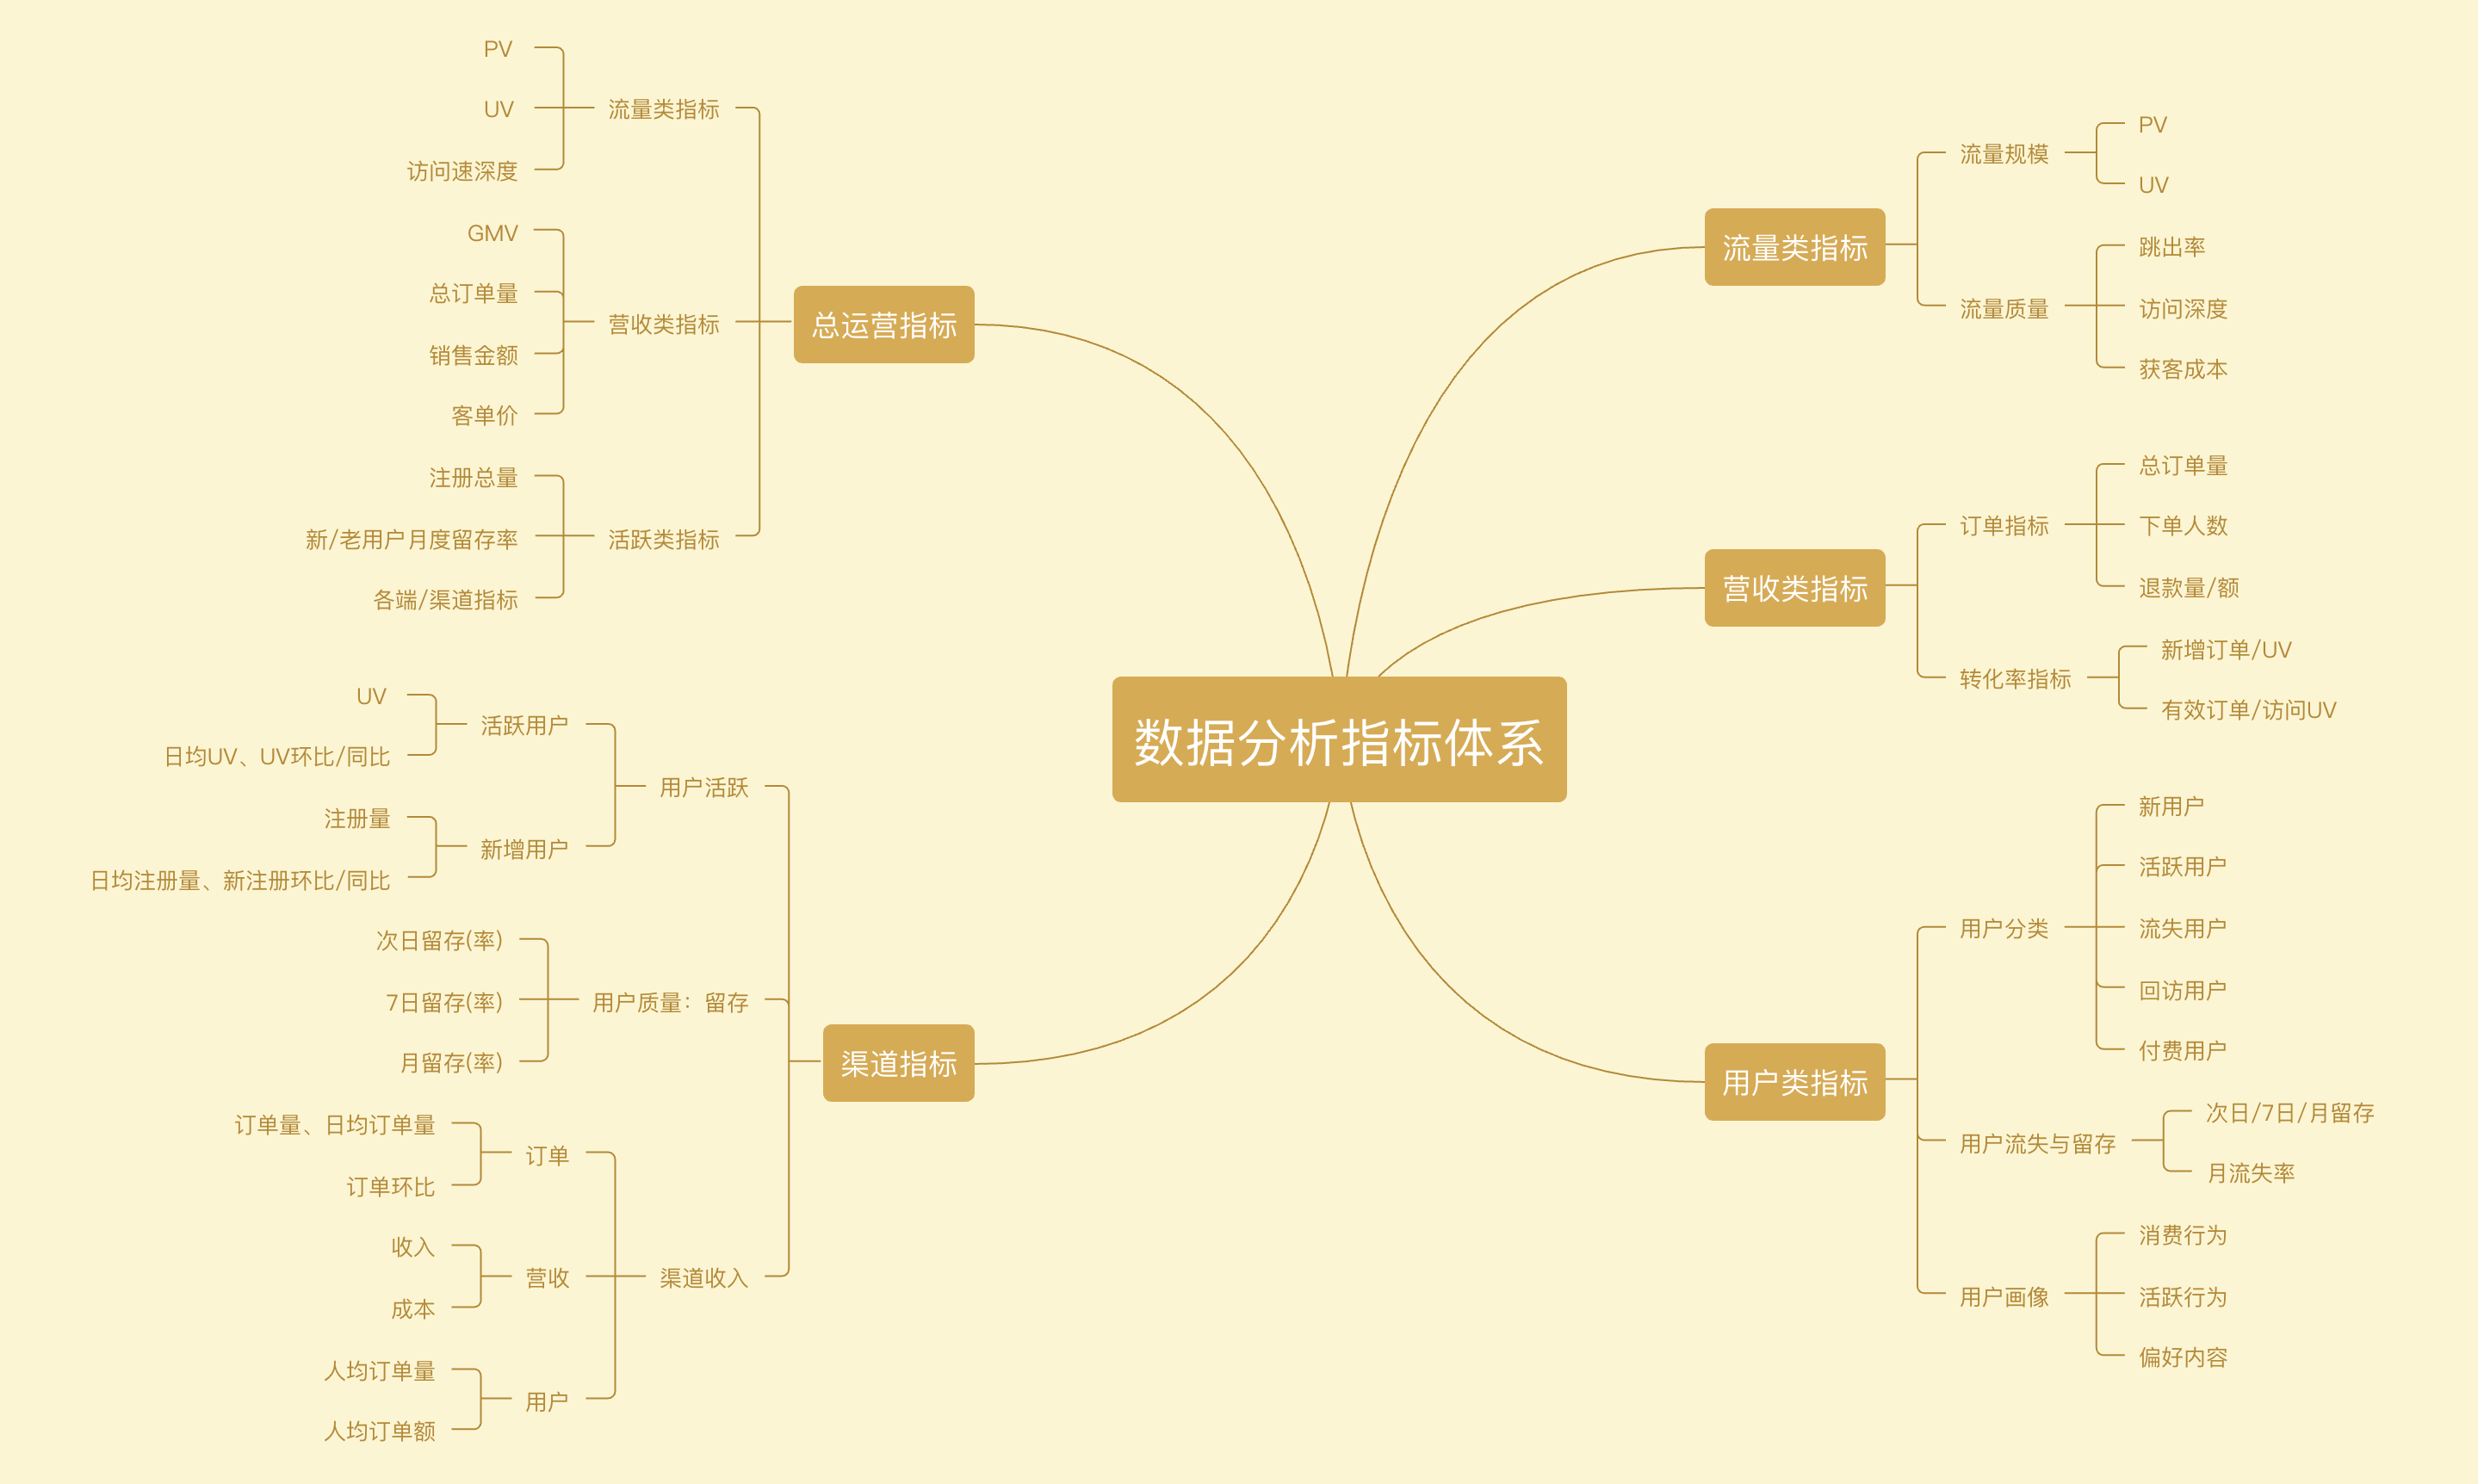 数据分析指标体系
总运营指标
流量类指标
PV
UV
访问速深度
营收类指标
GMV
总订单量
销售金额
客单价
活跃类指标
注册总量
新/老用户月度留存率
各端/渠道指标
渠道指标
用户活跃
活跃用户
UV
日均UV、UV环比/同比
新增用户
注册量
日均注册量、新注册环比/同比
用户质量：留存
次日留存(率)
7日留存(率)
月留存(率)
渠道收入
订单
订单量、日均订单量
订单环比
营收
收入
成本
用户
人均订单量
人均订单额
流量类指标
流量规模
PV
UV
流量质量
跳出率
访问深度
获客成本
营收类指标
订单指标
总订单量
下单人数
退款量/额
转化率指标
新增订单/UV
有效订单/访问UV
用户类指标
用户分类
新用户
活跃用户
流失用户
回访用户
付费用户
用户流失与留存
次日/7日/月留存
月流失率
用户画像
消费行为
活跃行为
偏好内容